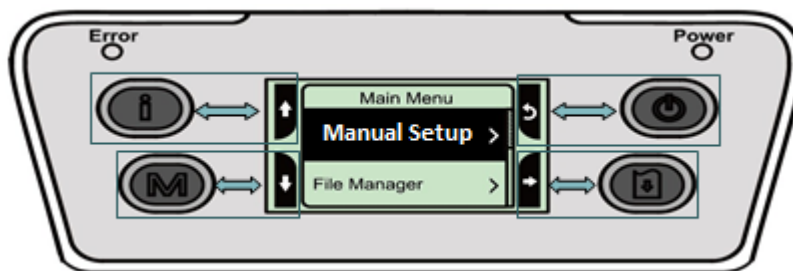 Error
Power
i
Main Menu
Manual Setup >
M
File Manager >